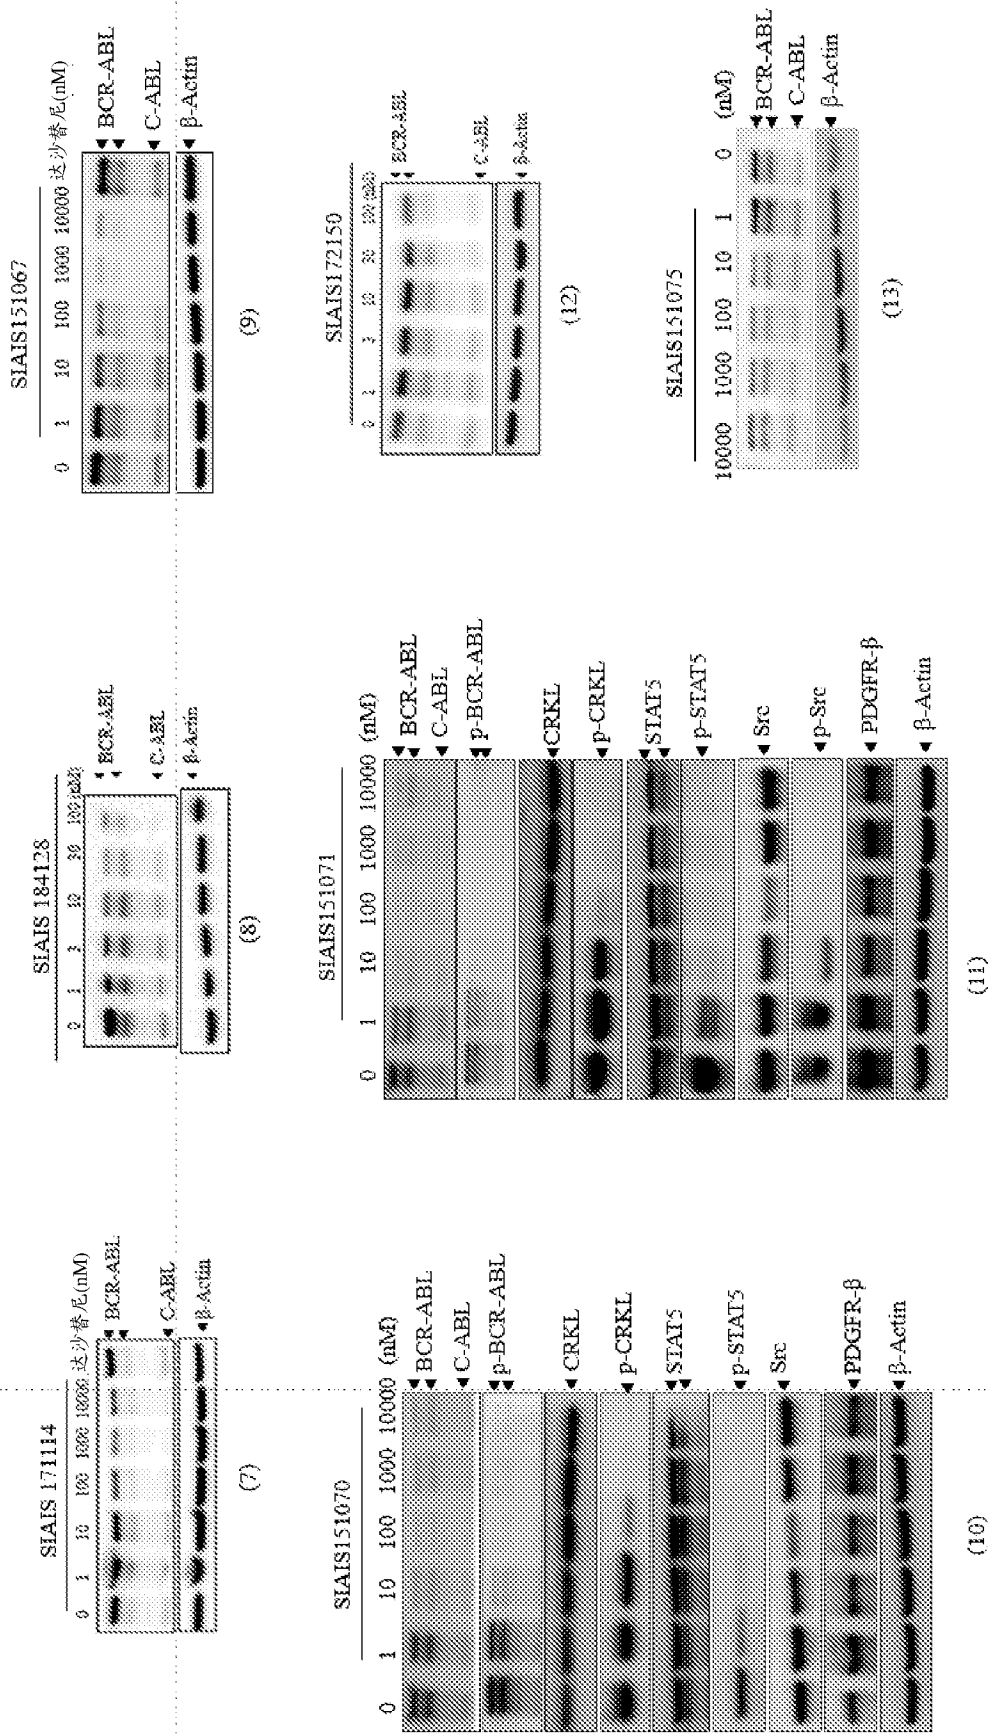 SIAIS 171114
0 1 10 100 1000 10000 达沙替尼(nM)
BCR-ABL
C-ABL
β-Actin
(7)
SIAIS 184128
0 1 3 10 30 100 (nM)
BCR-ABL
C-ABL
β-Actin
(8)
SIAIS151067
0 1 10 100 1000 10000 达沙替尼(nM)
BCR-ABL
C-ABL
β-Actin
(9)
SIAIS151070
0 1 10 100 1000 10000 (nM)
BCR-ABL
C-ABL
p-BCR-ABL
CRKL
p-CRKL
STAT5
p-STAT5
Src
PDGFR-β
β-Actin
(10)
SIAIS151071
0 1 10 100 1000 10000 (nM)
BCR-ABL
C-ABL
p-BCR-ABL
CRKL
p-CRKL
STAT5
p-STAT5
Src
p-Src
PDGFR-β
β-Actin
(11)
SIAIS172150
0 1 3 10 30 100 (nM)
BCR-ABL
C-ABL
β-Actin
(12)
SIAIS151075
10000 1000 100 10 1 0 (nM)
BCR-ABL
C-ABL
β-Actin
(13)